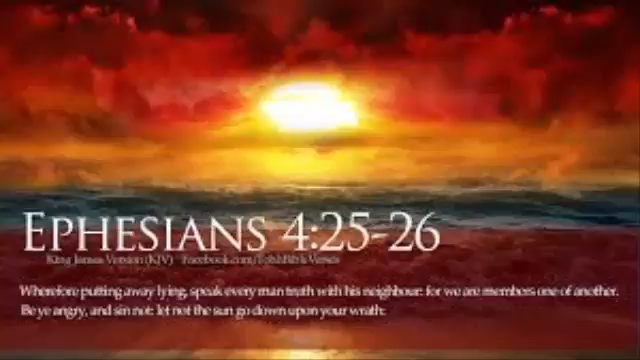 EPHESIANS 4:25-26
King James Version (KJV) Facebook.com/EphBibleVerses
Wherefore putting away lying, speak every man truth with his neighbour: for we are members one of another.
Be ye angry, and sin not: let not the sun go down upon your wrath: